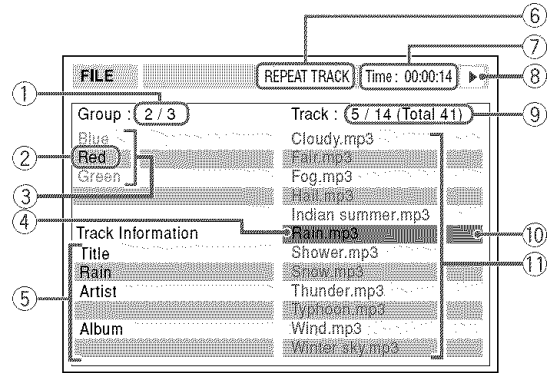 ⑥
⑦
FILE REPEAT TRACK Time : 00:00:14 ⑧
① Group : 2 / 3 Track : 5 / 14 (Total 41) ⑨
Blue Cloudy.mp3
② Red Fair.mp3
Green Fog.mp3
③ Hail.mp3
④ Indian summer.mp3
Track Information Rain.mp3 ⑩
Title Shower.mp3
Rain Snow.mp3 ⑪
⑤ Artist Thunder.mp3
Typhoon.mp3
Album Wind.mp3
Winter sky.mp3